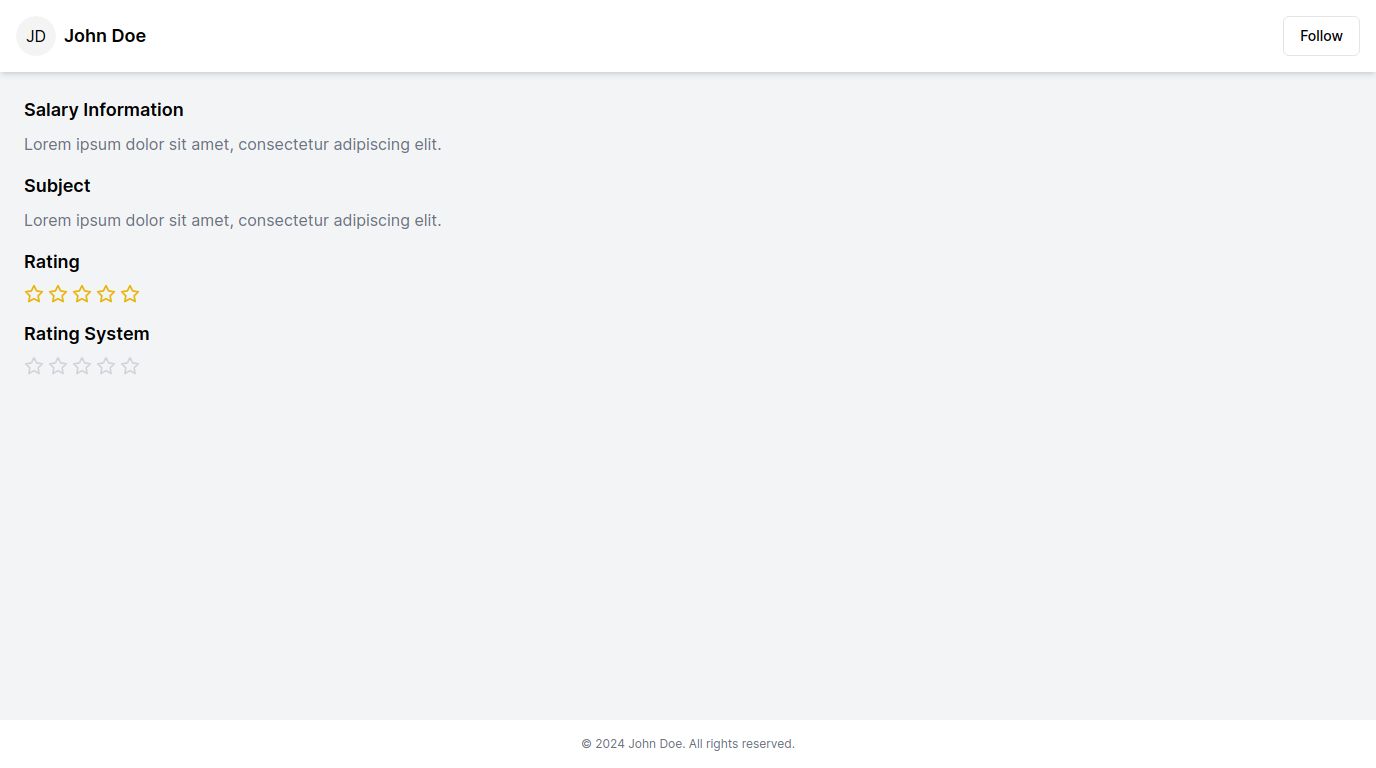 JD John Doe Follow
Salary Information
Lorem ipsum dolor sit amet, consectetur adipiscing elit.
Subject
Lorem ipsum dolor sit amet, consectetur adipiscing elit.
Rating
Rating System
© 2024 John Doe. All rights reserved.